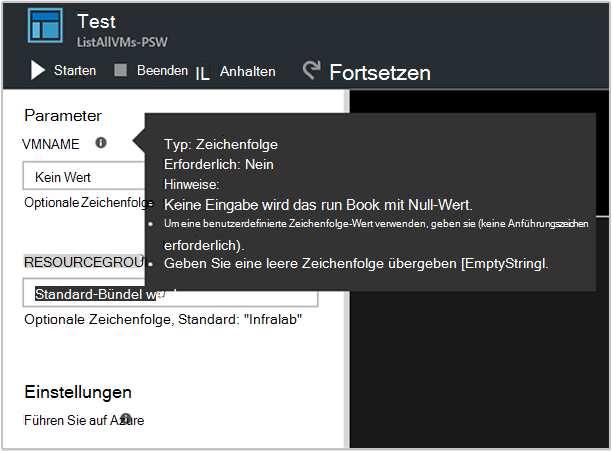 Test
ListAllVMs-PSW
Starten Beenden IL Anhalten Fortsetzen
Parameter
VMNAME
Kein Wert
Optionale Zeichenfolge
Typ: Zeichenfolge
Erforderlich: Nein
Hinweise:
Keine Eingabe wird das run Book mit Null-Wert.
Um eine benutzerdefinierte Zeichenfolge-Wert verwenden, geben sie (keine Anführungszeichen
erforderlich).
Geben Sie eine leere Zeichenfolge übergeben [EmptyStringl.
RESOURCEGROU
Standard-Bündel
Optionale Zeichenfolge, Standard: "Infralab"
Einstellungen
Führen Sie auf Azure